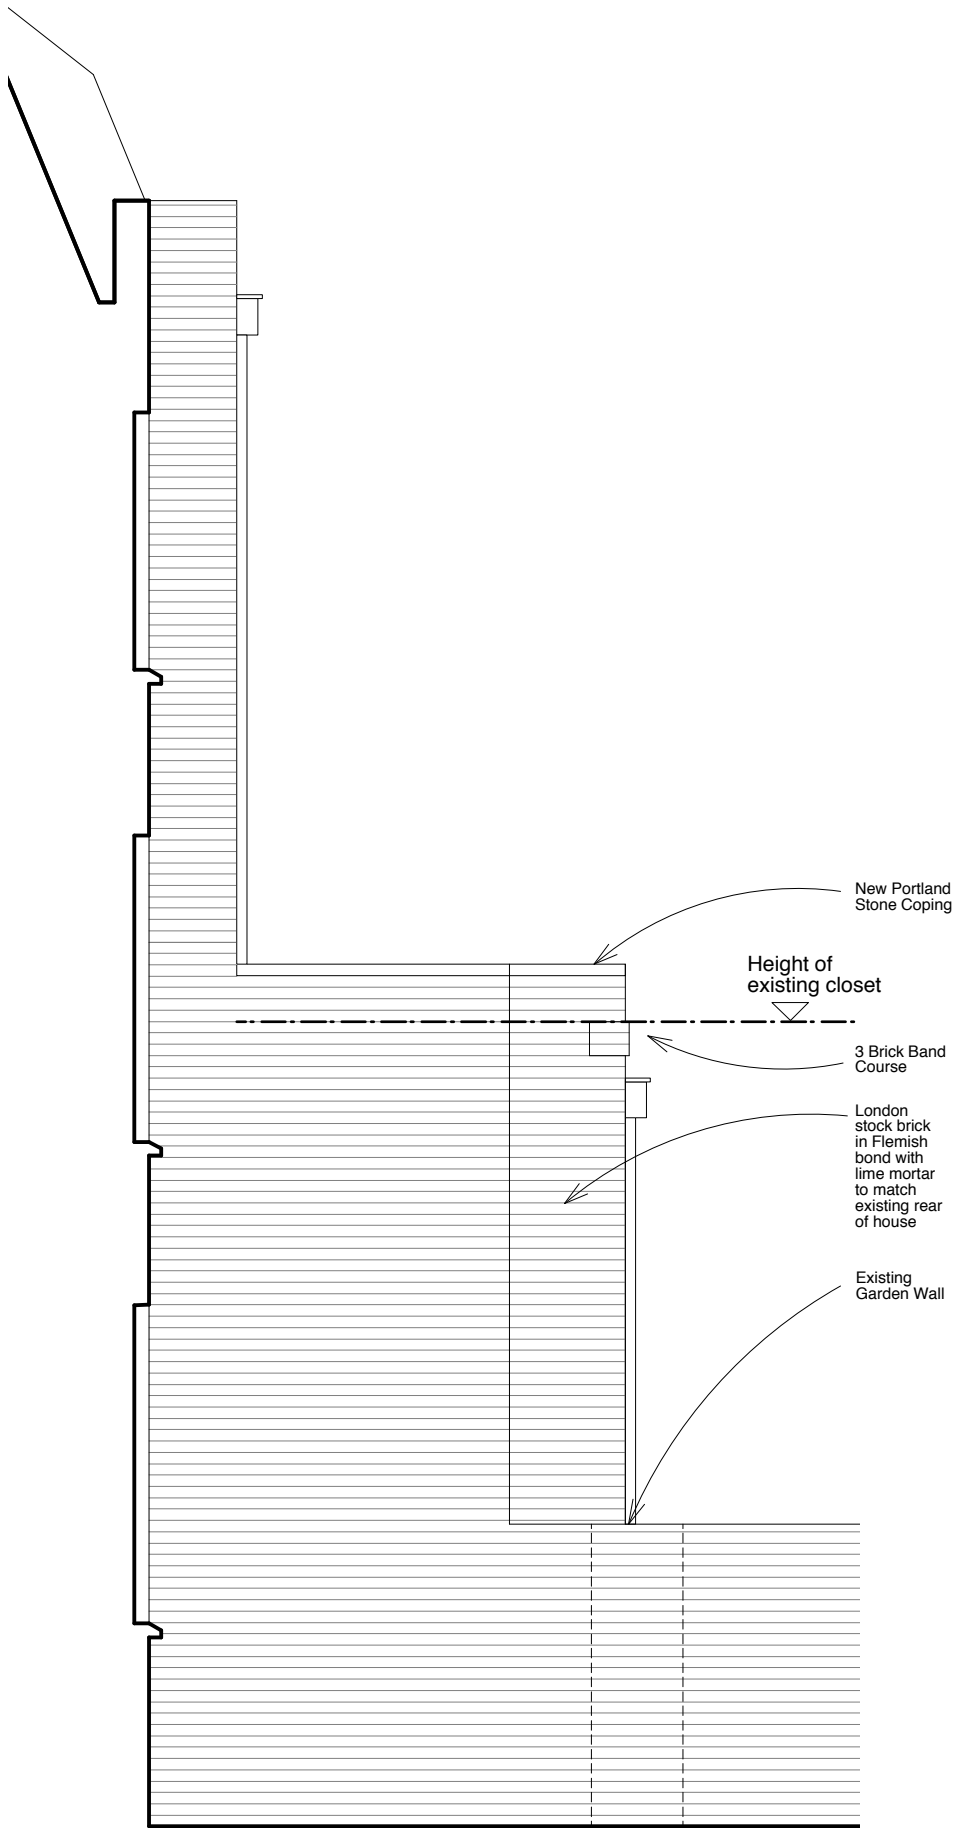 New Portland
Stone Coping
Height of
existing closet
3 Brick Band
Course
London
stock brick
in Flemish
bond with
lime mortar
to match
existing rear
of house
Existing
Garden Wall